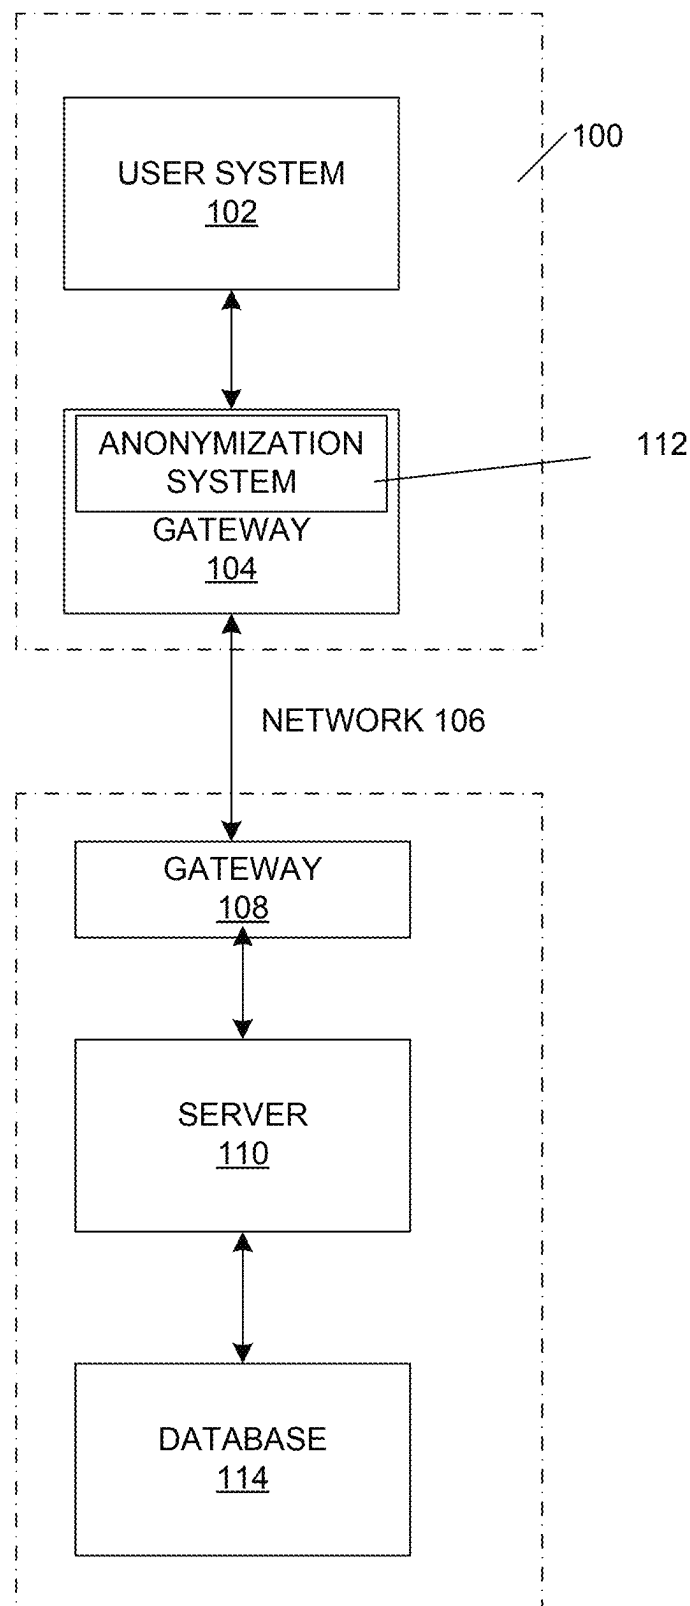 USER SYSTEM
102
100
ANONYMIZATION
SYSTEM
112
GATEWAY
104
NETWORK 106
GATEWAY
108
SERVER
110
DATABASE
114